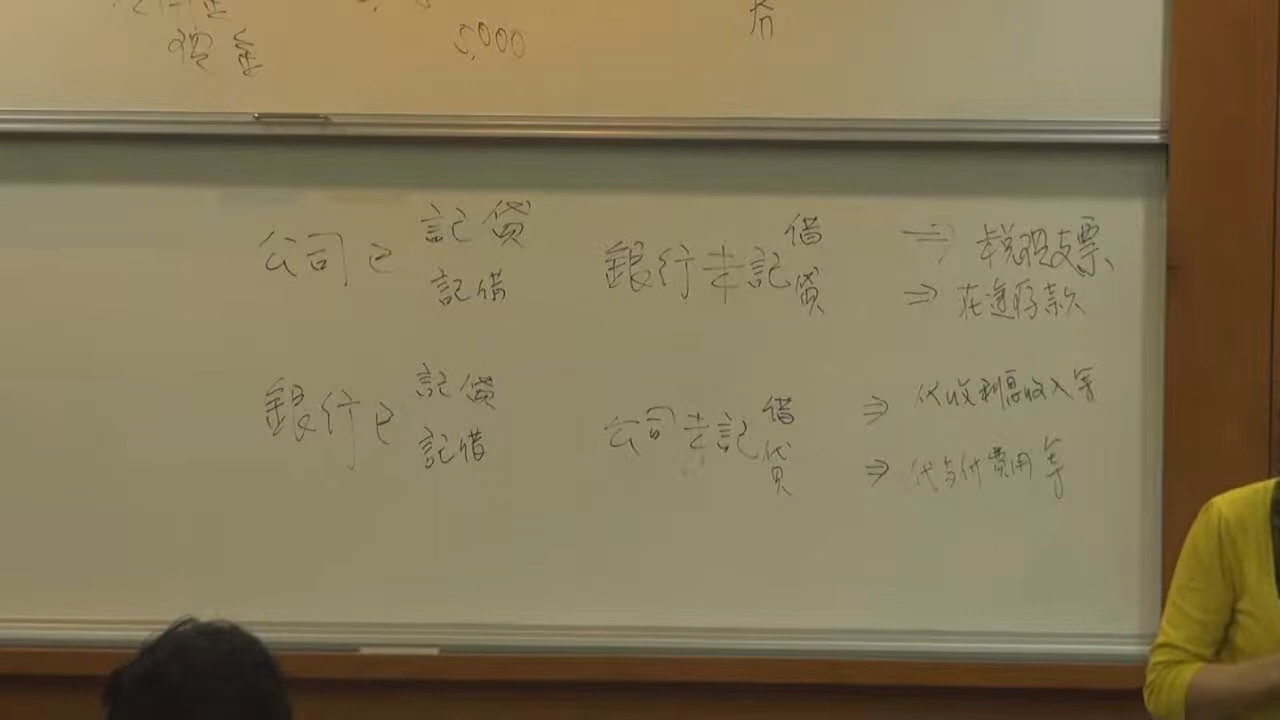 現金 5,000
公司已 記貸 銀行未記 借 ⇒ 未兌現支票
記借 貸 ⇒ 在途存款
銀行已 記貸 公司未記 借 ⇒ 代收利息收入等
記借 貸 ⇒ 代支付費用等